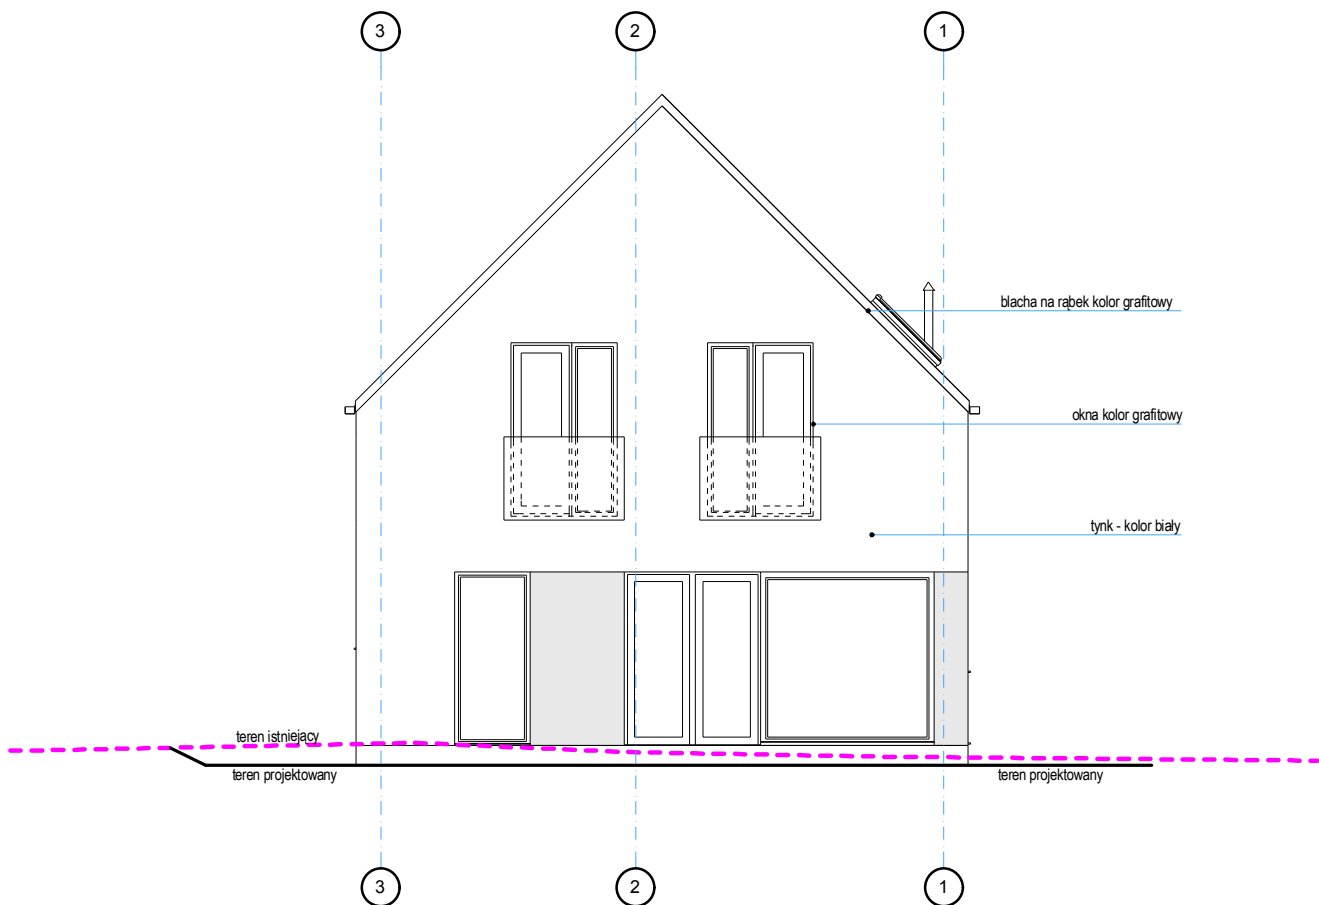 3
2
1
blacha na rąbek kolor grafitowy
okna kolor grafitowy
tynk - kolor biały
teren istniejący
teren projektowany
teren projektowany
3
2
1